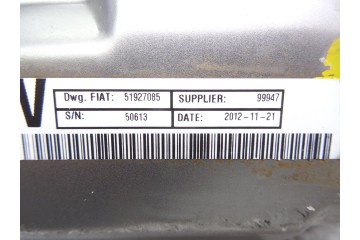 V
Dwg. FIAT: 51927085 SUPPLIER: 99947
S/N: 50613 DATE: 2012-11-21